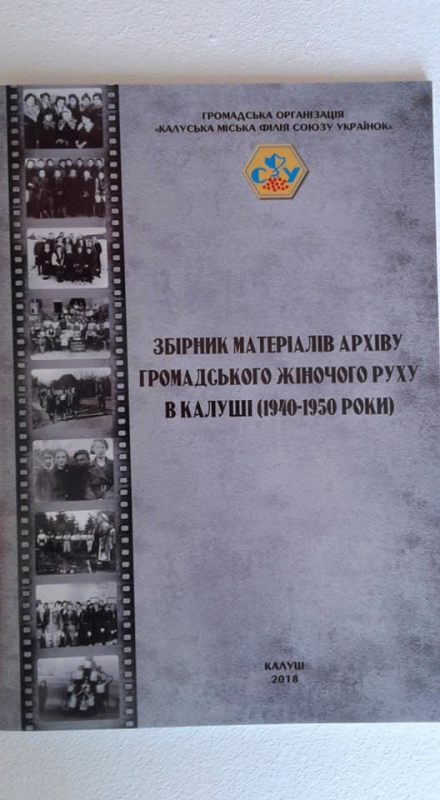 ГРОМАДСЬКА ОРГАНІЗАЦІЯ
«КАЛУСЬКА МІСЬКА ФІЛІЯ СОЮЗУ УКРАЇНОК»
СУ
ЗБІРНИК МАТЕРІАЛІВ АРХІВУ
ГРОМАДСЬКОГО ЖІНОЧОГО РУХУ
В КАЛУШІ (1940-1950 РОКИ)
КАЛУШ
2018